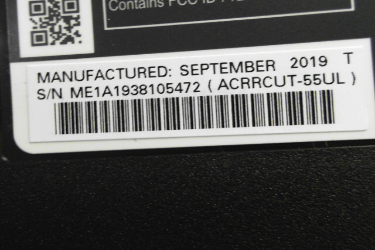 Contains FCC ID
MANUFACTURED: SEPTEMBER 2019 T
S/N ME1A1938105472 ( ACRRCUT-55UL )